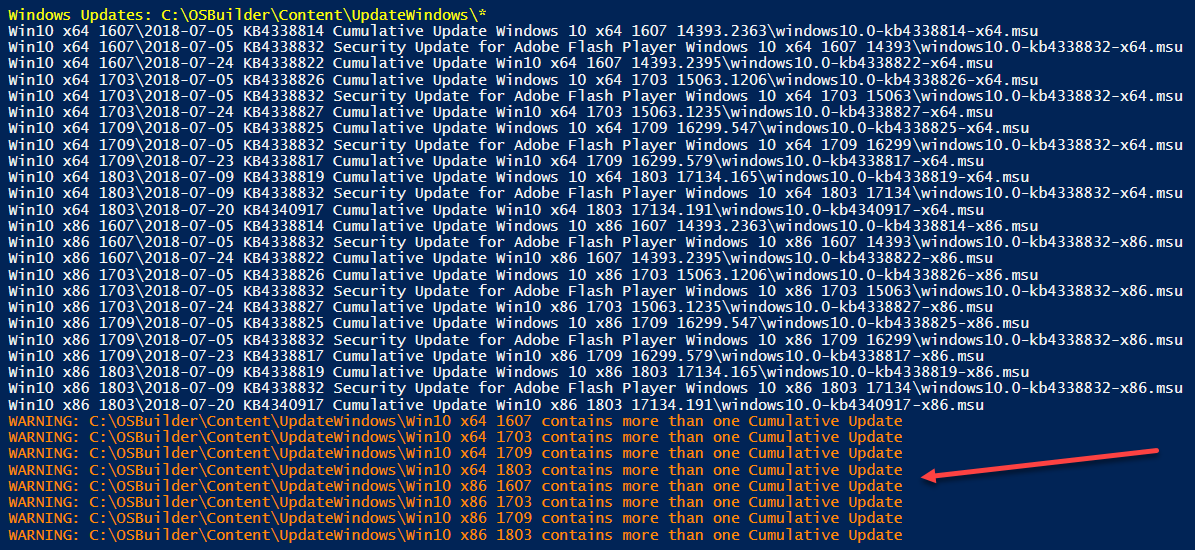 Windows Updates: C:\OSBuilder\Content\UpdateWindows\*
Win10 x64 1607\2018-07-05 KB4338814 Cumulative Update Windows 10 x64 1607 14393.2363\windows10.0-kb4338814-x64.msu
Win10 x64 1607\2018-07-05 KB4338832 Security Update for Adobe Flash Player Windows 10 x64 1607 14393\windows10.0-kb4338832-x64.msu
Win10 x64 1607\2018-07-24 KB4338822 Cumulative Update Win10 x64 1607 14393.2395\windows10.0-kb4338822-x64.msu
Win10 x64 1703\2018-07-05 KB4338826 Cumulative Update Windows 10 x64 1703 15063.1206\windows10.0-kb4338826-x64.msu
Win10 x64 1703\2018-07-05 KB4338832 Security Update for Adobe Flash Player Windows 10 x64 1703 15063\windows10.0-kb4338832-x64.msu
Win10 x64 1703\2018-07-24 KB4338827 Cumulative Update Win10 x64 1703 15063.1235\windows10.0-kb4338827-x64.msu
Win10 x64 1709\2018-07-05 KB4338825 Cumulative Update Windows 10 x64 1709 16299.547\windows10.0-kb4338825-x64.msu
Win10 x64 1709\2018-07-05 KB4338832 Security Update for Adobe Flash Player Windows 10 x64 1709 16299\windows10.0-kb4338832-x64.msu
Win10 x64 1709\2018-07-23 KB4338817 Cumulative Update Win10 x64 1709 16299.579\windows10.0-kb4338817-x64.msu
Win10 x64 1803\2018-07-09 KB4338819 Cumulative Update Windows 10 x64 1803 17134.165\windows10.0-kb4338819-x64.msu
Win10 x64 1803\2018-07-09 KB4338832 Security Update for Adobe Flash Player Windows 10 x64 1803 17134\windows10.0-kb4338832-x64.msu
Win10 x64 1803\2018-07-20 KB4340917 Cumulative Update Win10 x64 1803 17134.191\windows10.0-kb4340917-x64.msu
Win10 x86 1607\2018-07-05 KB4338814 Cumulative Update Windows 10 x86 1607 14393.2363\windows10.0-kb4338814-x86.msu
Win10 x86 1607\2018-07-05 KB4338832 Security Update for Adobe Flash Player Windows 10 x86 1607 14393\windows10.0-kb4338832-x86.msu
Win10 x86 1607\2018-07-24 KB4338822 Cumulative Update Win10 x86 1607 14393.2395\windows10.0-kb4338822-x86.msu
Win10 x86 1703\2018-07-05 KB4338826 Cumulative Update Windows 10 x86 1703 15063.1206\windows10.0-kb4338826-x86.msu
Win10 x86 1703\2018-07-05 KB4338832 Security Update for Adobe Flash Player Windows 10 x86 1703 15063\windows10.0-kb4338832-x86.msu
Win10 x86 1703\2018-07-24 KB4338827 Cumulative Update Win10 x86 1703 15063.1235\windows10.0-kb4338827-x86.msu
Win10 x86 1709\2018-07-05 KB4338825 Cumulative Update Windows 10 x86 1709 16299.547\windows10.0-kb4338825-x86.msu
Win10 x86 1709\2018-07-05 KB4338832 Security Update for Adobe Flash Player Windows 10 x86 1709 16299\windows10.0-kb4338832-x86.msu
Win10 x86 1709\2018-07-23 KB4338817 Cumulative Update Win10 x86 1709 16299.579\windows10.0-kb4338817-x86.msu
Win10 x86 1803\2018-07-09 KB4338819 Cumulative Update Windows 10 x86 1803 17134.165\windows10.0-kb4338819-x86.msu
Win10 x86 1803\2018-07-09 KB4338832 Security Update for Adobe Flash Player Windows 10 x86 1803 17134\windows10.0-kb4338832-x86.msu
Win10 x86 1803\2018-07-20 KB4340917 Cumulative Update Win10 x86 1803 17134.191\windows10.0-kb4340917-x86.msu
WARNING: C:\OSBuilder\Content\UpdateWindows\Win10 x64 1607 contains more than one Cumulative Update
WARNING: C:\OSBuilder\Content\UpdateWindows\Win10 x64 1703 contains more than one Cumulative Update
WARNING: C:\OSBuilder\Content\UpdateWindows\Win10 x64 1709 contains more than one Cumulative Update
WARNING: C:\OSBuilder\Content\UpdateWindows\Win10 x64 1803 contains more than one Cumulative Update
WARNING: C:\OSBuilder\Content\UpdateWindows\Win10 x86 1607 contains more than one Cumulative Update
WARNING: C:\OSBuilder\Content\UpdateWindows\Win10 x86 1703 contains more than one Cumulative Update
WARNING: C:\OSBuilder\Content\UpdateWindows\Win10 x86 1709 contains more than one Cumulative Update
WARNING: C:\OSBuilder\Content\UpdateWindows\Win10 x86 1803 contains more than one Cumulative Update